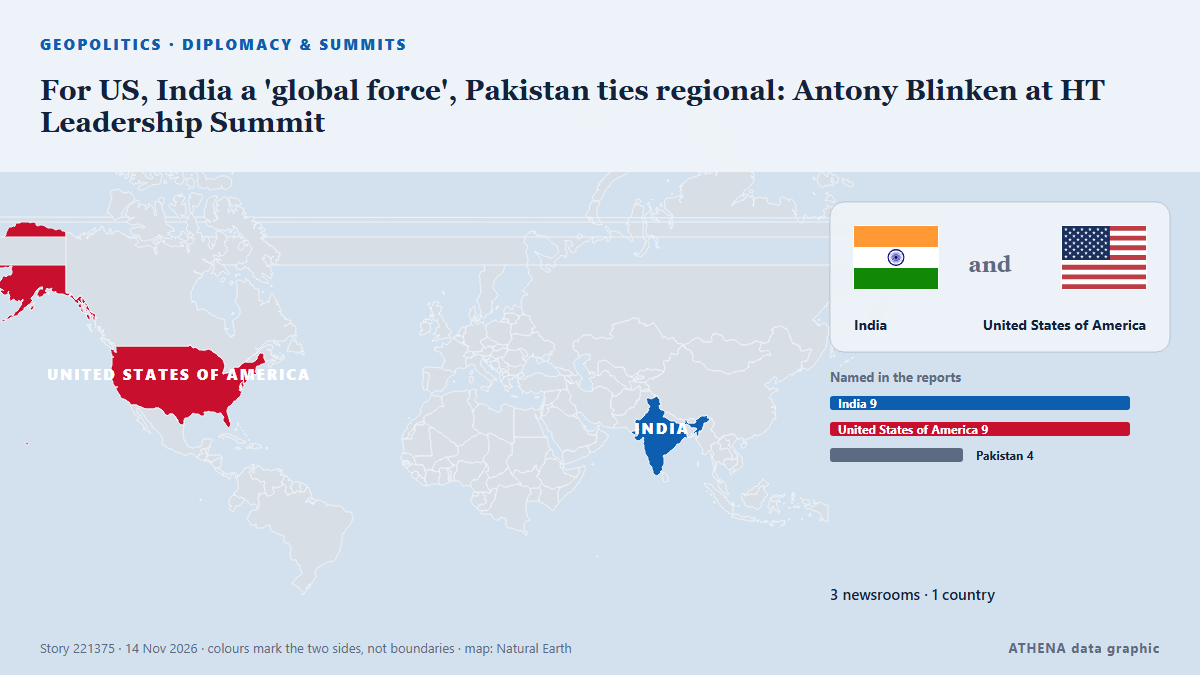 GEOPOLITICS · DIPLOMACY & SUMMITS
For US, India a 'global force', Pakistan ties regional: Antony Blinken at HT
Leadership Summit
and
India
United States of America
UNITED STATES OF AMERICA
INDIA
Named in the reports
India 9
United States of America 9
Pakistan 4
3 newsrooms · 1 country
Story 221375 · 14 Nov 2026 · colours mark the two sides, not boundaries · map: Natural Earth
ATHENA data graphic